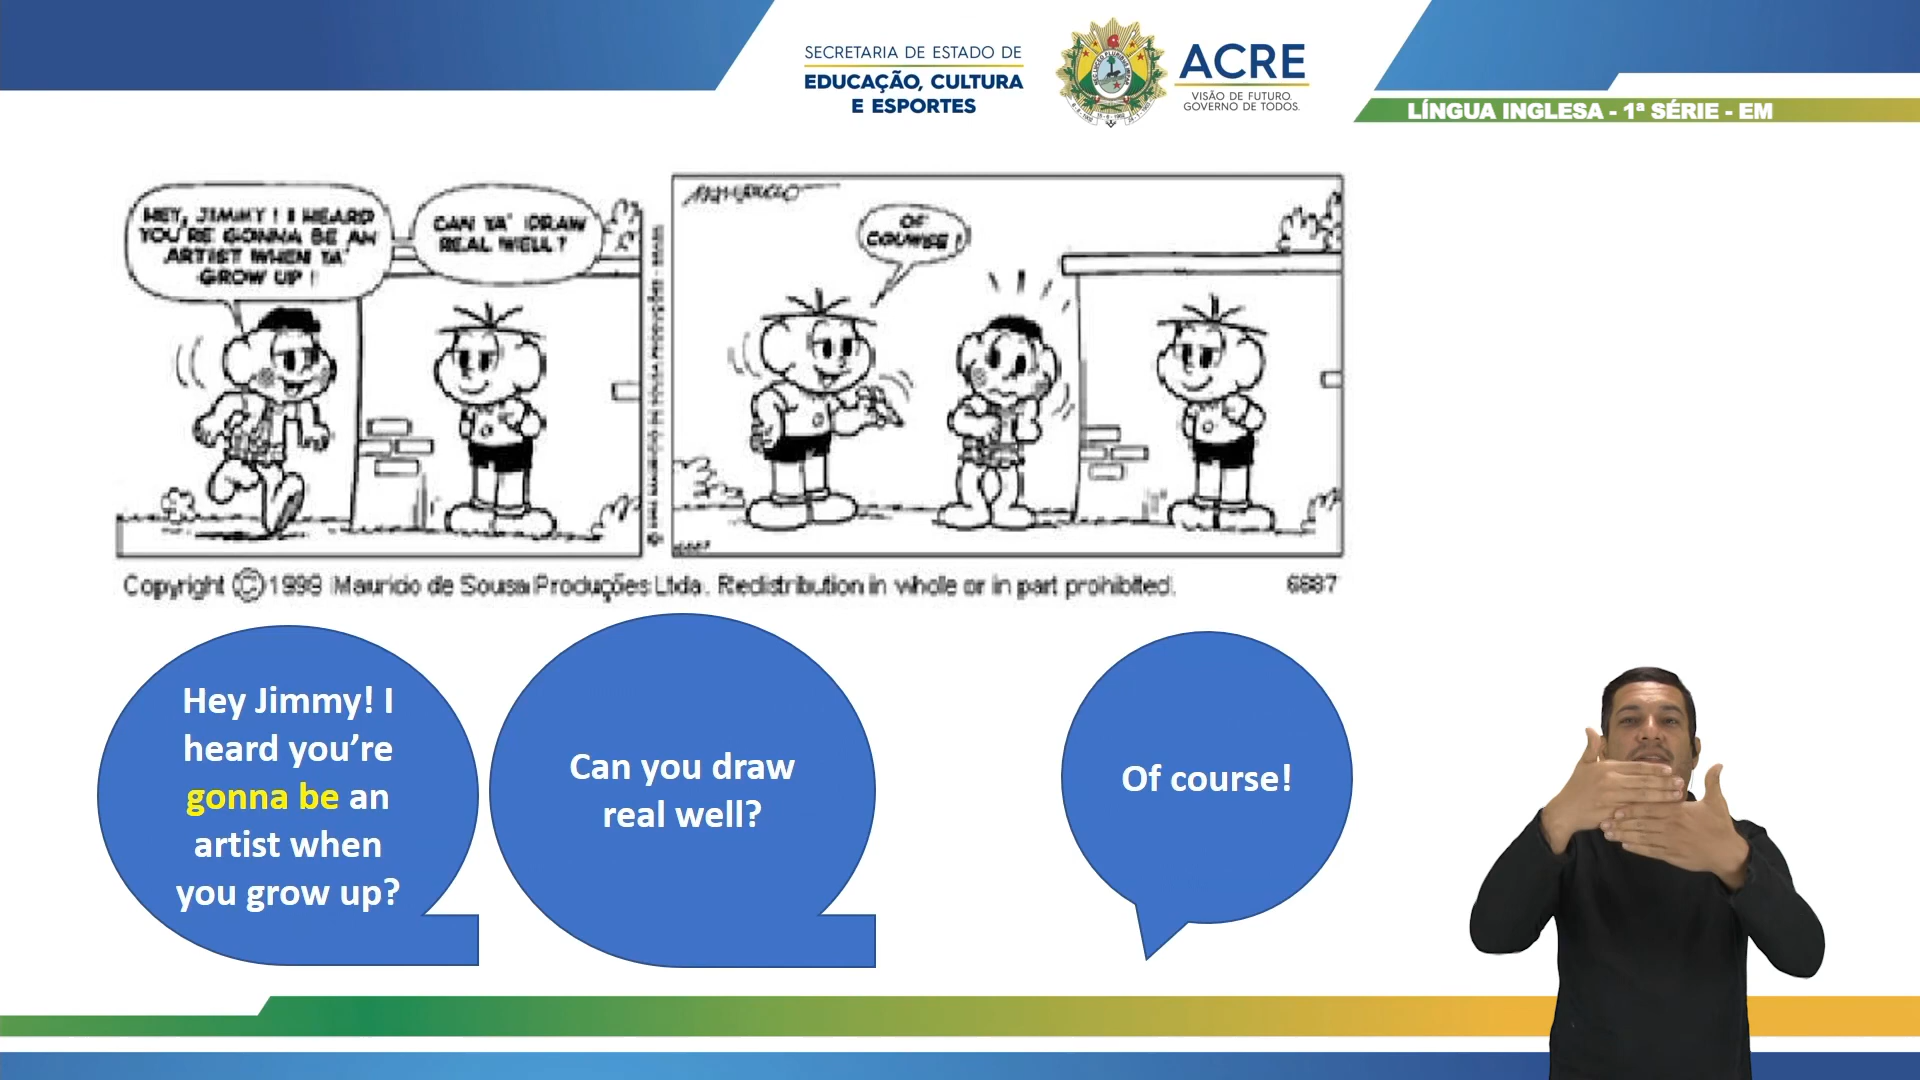 SECRETARIA DE ESTADO DE
EDUCAÇÃO, CULTURA
E ESPORTES
ACRE
VISÃO DE FUTURO.
GOVERNO DE TODOS.
LÍNGUA INGLESA - 1ª SÉRIE - EM
HEY, JIMMY! I HEARD
YOU'RE GONNA BE AN
ARTIST WHEN YA'
GROW UP!
CAN YA' DRAW
REAL WELL?
OF
COURSE!
Copyright © 1999 Mauricio de Sousa Produções Ltda. Redistribution in whole or in part prohibited.
6687
Hey Jimmy! I
heard you’re
gonna be an
artist when
you grow up?
Can you draw
real well?
Of course!